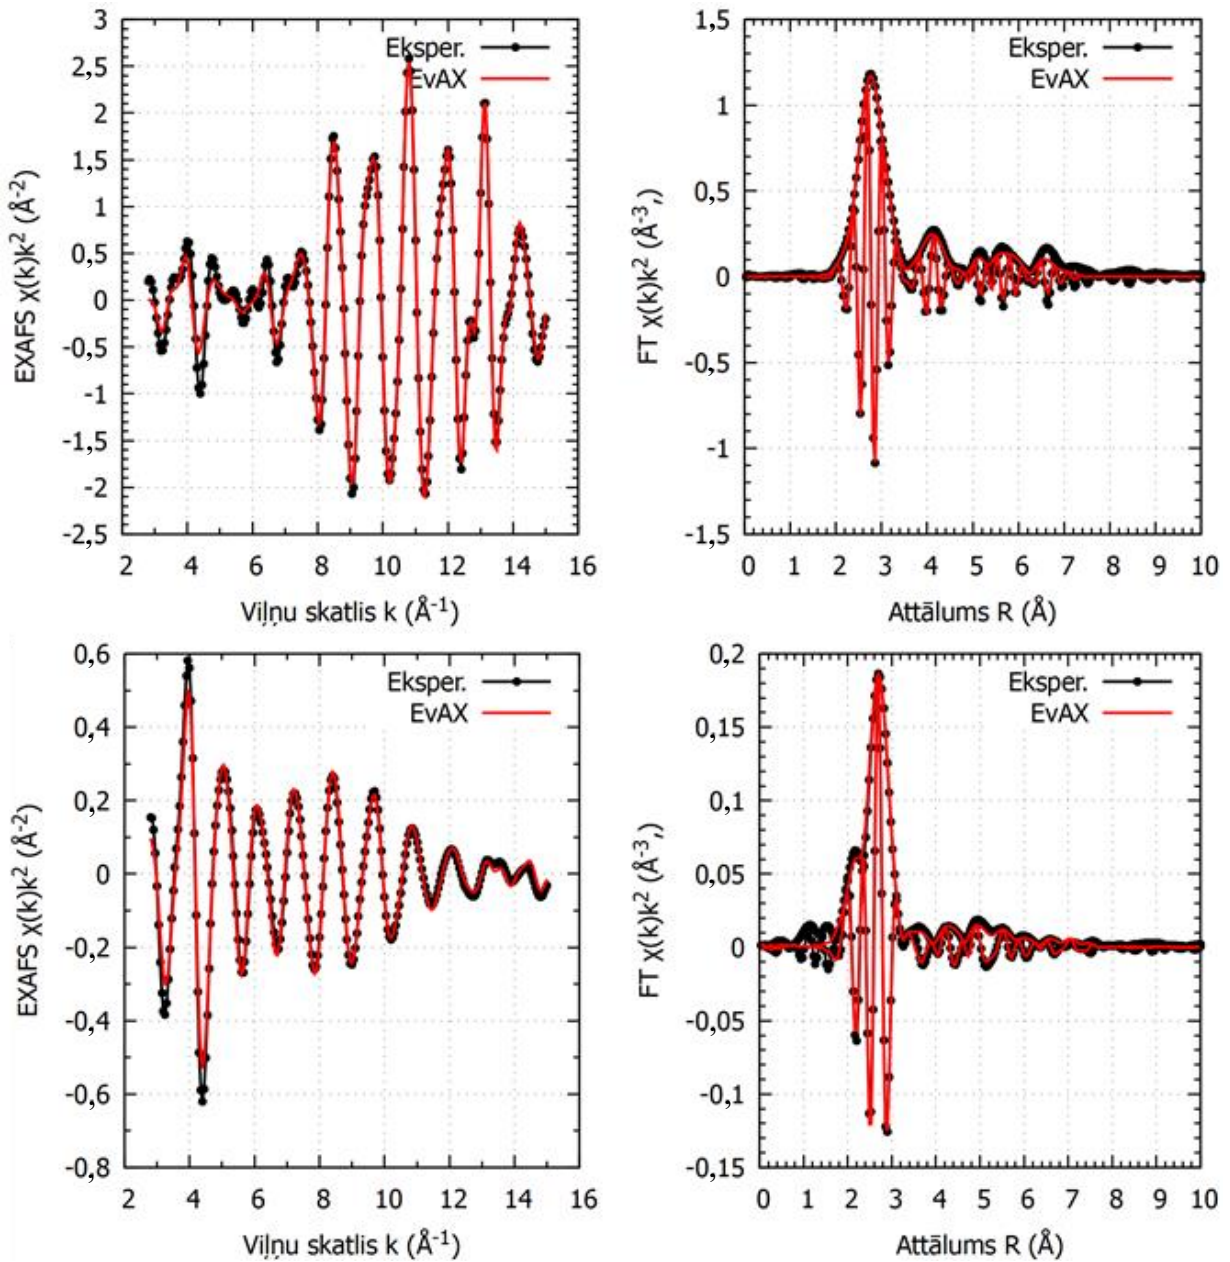 EXAFS χ(k)k² (Å⁻²)
3
2,5
2
1,5
1
0,5
0
-0,5
-1
-1,5
-2
-2,5
Eksper.
EvAX
2 4 6 8 10 12 14 16
Viļņu skatlis k (Å⁻¹)
FT χ(k)k² (Å⁻³,)
1,5
1
0,5
0
-0,5
-1
-1,5
Eksper.
EvAX
0 1 2 3 4 5 6 7 8 9 10
Attālums R (Å)
EXAFS χ(k)k² (Å⁻²)
0,6
0,4
0,2
0
-0,2
-0,4
-0,6
-0,8
Eksper.
EvAX
2 4 6 8 10 12 14 16
Viļņu skatlis k (Å⁻¹)
FT χ(k)k² (Å⁻³,)
0,2
0,15
0,1
0,05
0
-0,05
-0,1
-0,15
Eksper.
EvAX
0 1 2 3 4 5 6 7 8 9 10
Attālums R (Å)